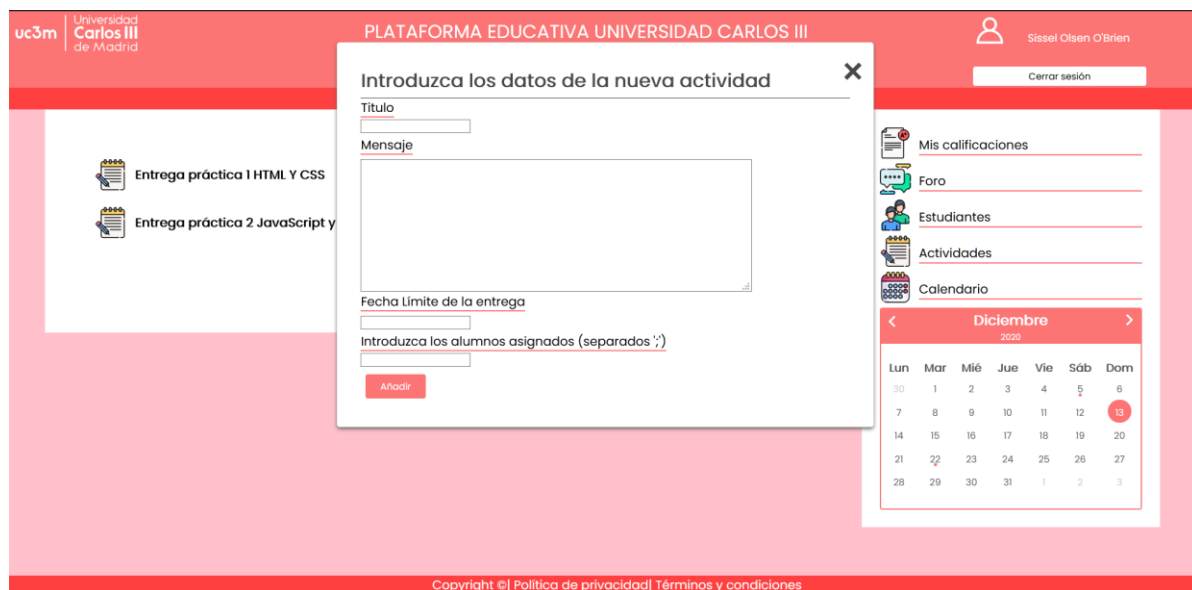 uc3m
Universidad
Carlos III
de Madrid
PLATAFORMA EDUCATIVA UNIVERSIDAD CARLOS III
Sissel Olsen O'Brien
Cerrar sesión
Introduzca los datos de la nueva actividad
Titulo
Mensaje
Fecha Límite de la entrega
Introduzca los alumnos asignados (separados ';')
Añadir
Entrega práctica 1 HTML Y CSS
Entrega práctica 2 JavaScript y
Mis calificaciones
Foro
Estudiantes
Actividades
Calendario
Diciembre
2020
Lun Mar Mié Jue Vie Sáb Dom
30 1 2 3 4 5 6
7 8 9 10 11 12 13
14 15 16 17 18 19 20
21 22 23 24 25 26 27
28 29 30 31 1 2 3
Copyright ©| Política de privacidad| Términos y condiciones